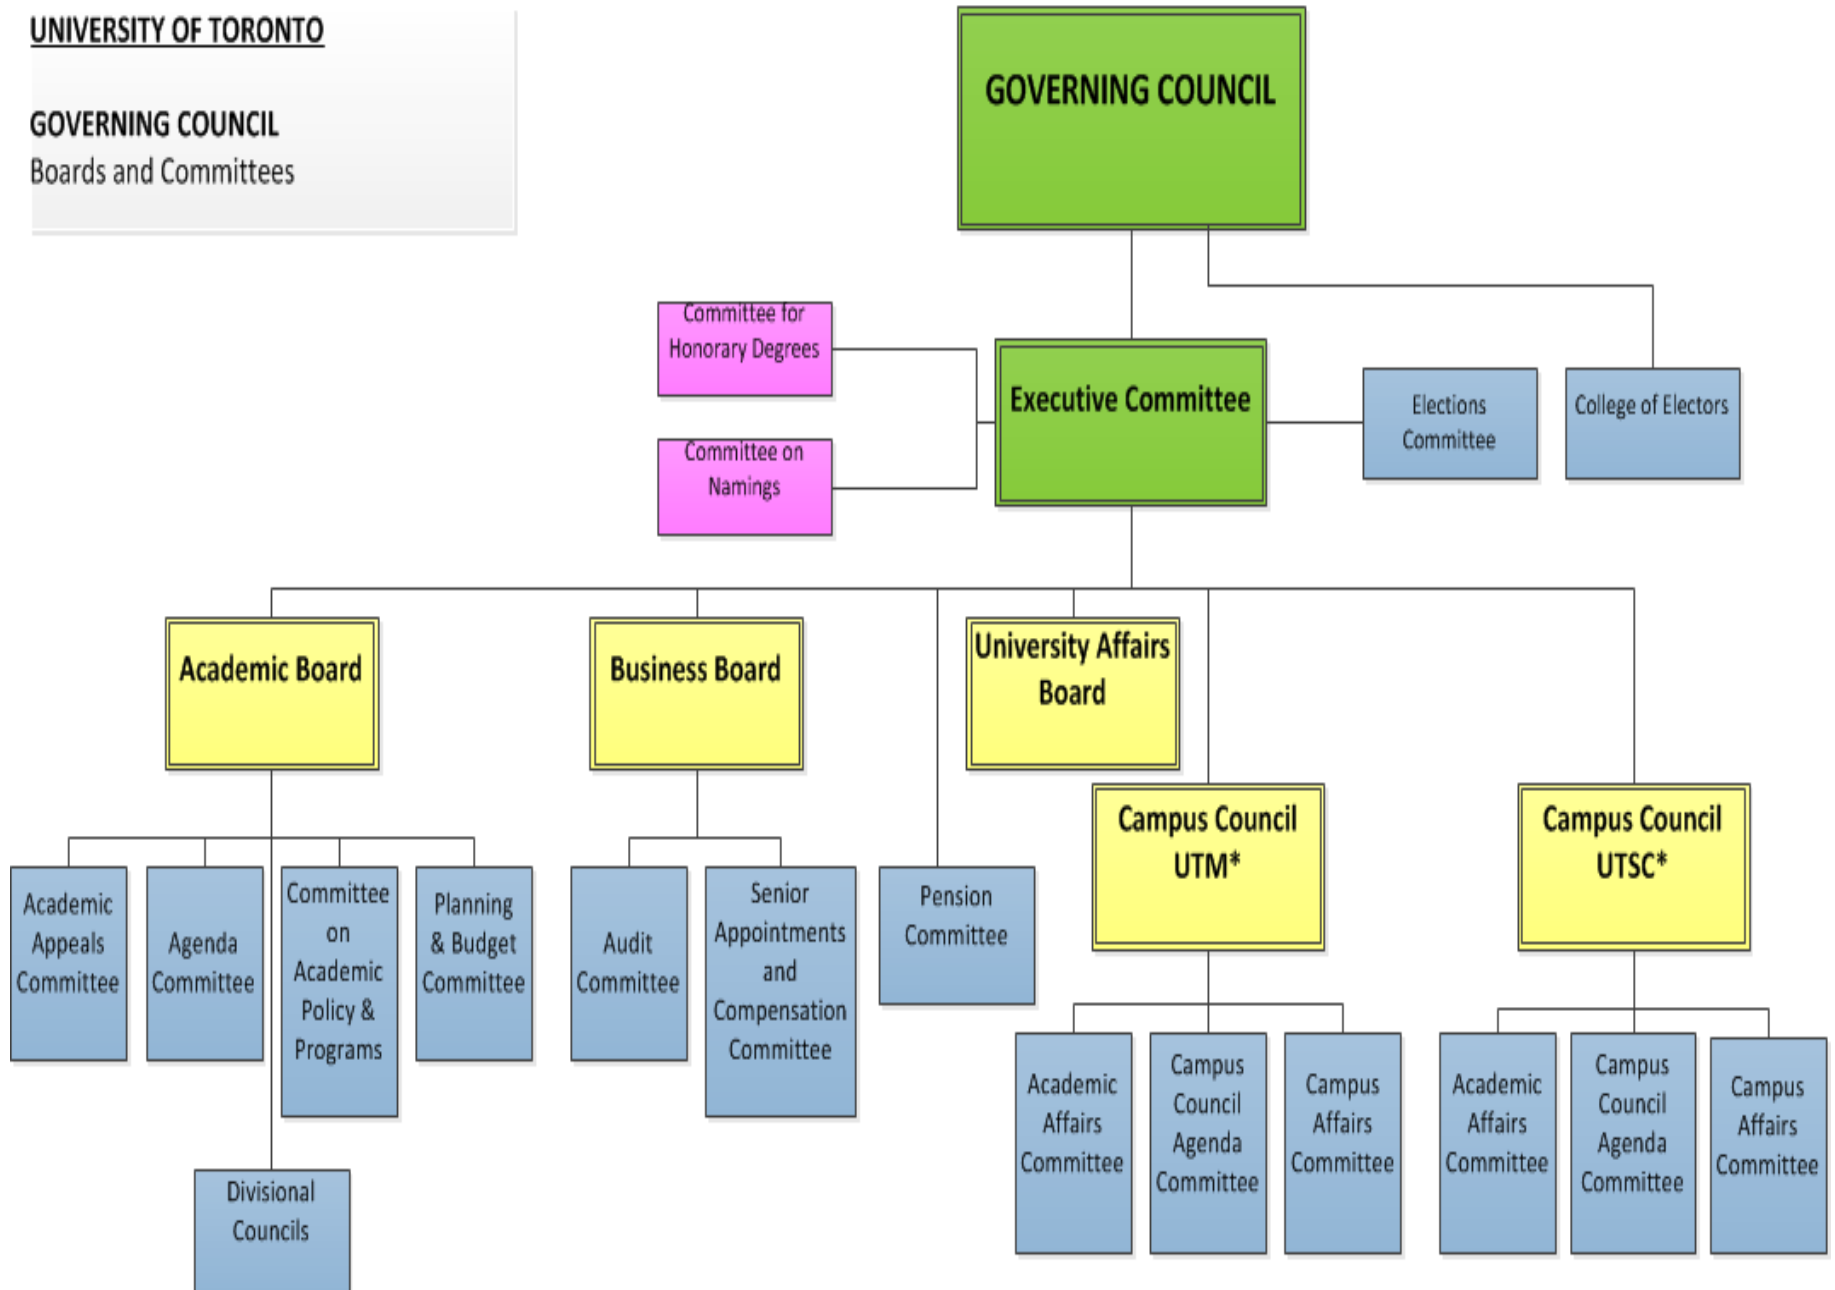 UNIVERSITY OF TORONTO
GOVERNING COUNCIL
Boards and Committees
GOVERNING COUNCIL
Committee for
Honorary Degrees
Committee on
Namings
Executive Committee
Elections
Committee
College of Electors
Academic Board
Business Board
University Affairs
Board
Campus Council
UTM*
Campus Council
UTSC*
Academic
Appeals
Committee
Agenda
Committee
Committee
on
Academic
Policy &
Programs
Planning
& Budget
Committee
Audit
Committee
Senior
Appointments
and
Compensation
Committee
Pension
Committee
Academic
Affairs
Committee
Campus
Council
Agenda
Committee
Campus
Affairs
Committee
Academic
Affairs
Committee
Campus
Council
Agenda
Committee
Campus
Affairs
Committee
Divisional
Councils